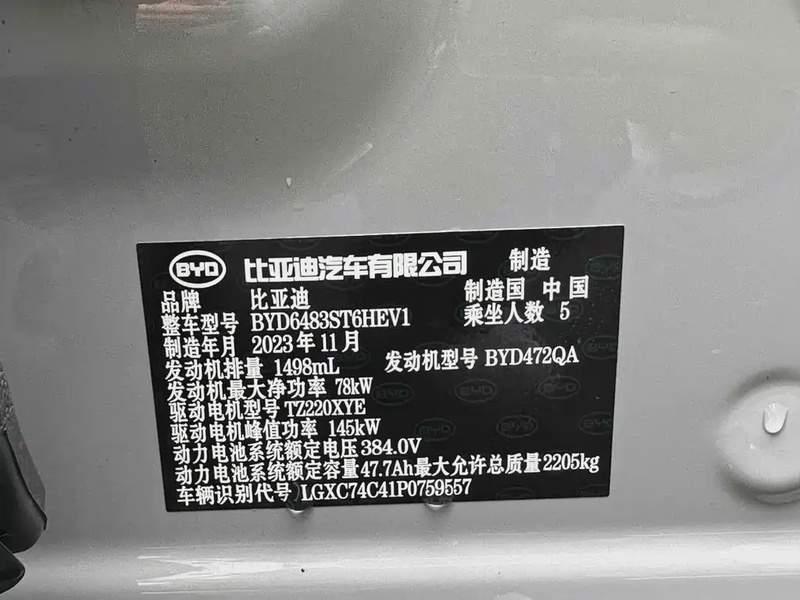 BYD 比亚迪汽车有限公司 制造
品牌 比亚迪 制造国 中国
整车型号 BYD6483ST6HEV1 乘坐人数 5
制造年月 2023年11月
发动机排量 1498mL 发动机型号 BYD472QA
发动机最大净功率 78kW
驱动电机型号 TZ220XYE
驱动电机峰值功率 145kW
动力电池系统额定电压 384.0V
动力电池系统额定容量 47.7Ah 最大允许总质量 2205kg
车辆识别代号 LGXC74C41P0759557